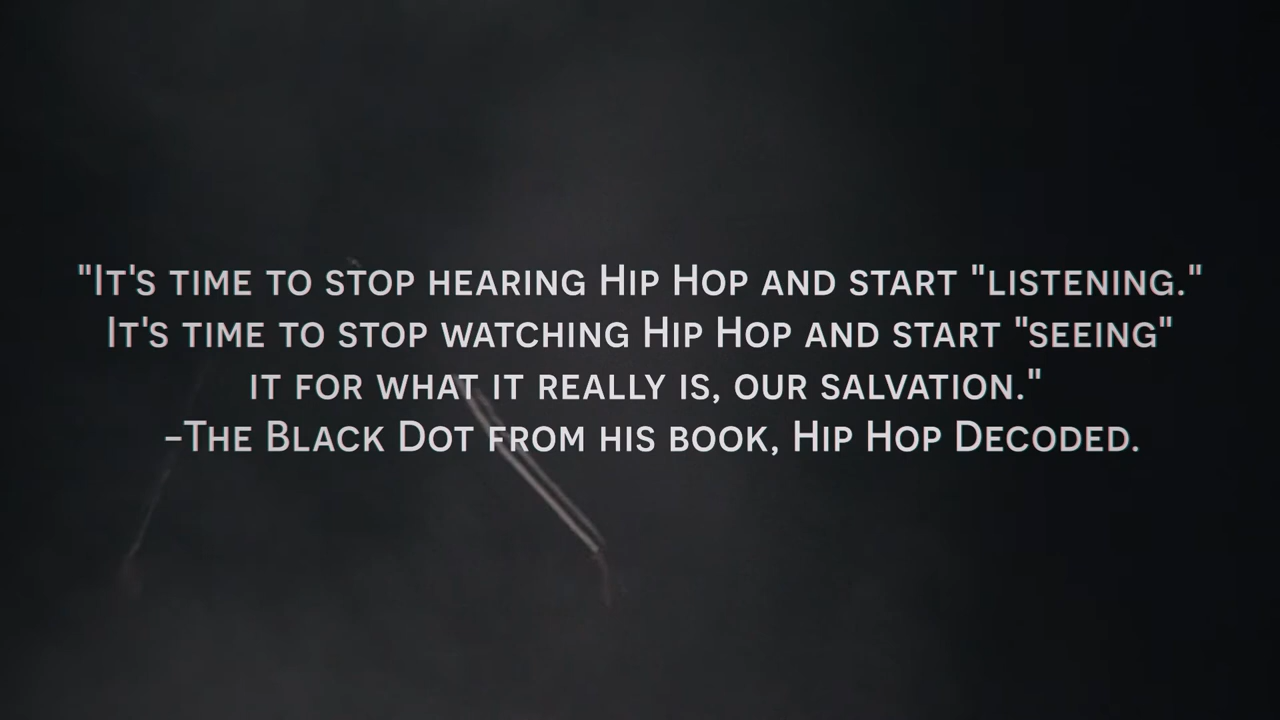 "It's time to stop hearing Hip Hop and start "listening."
It's time to stop watching Hip Hop and start "seeing"
it for what it really is, our salvation."
-The Black Dot from his book, Hip Hop Decoded.